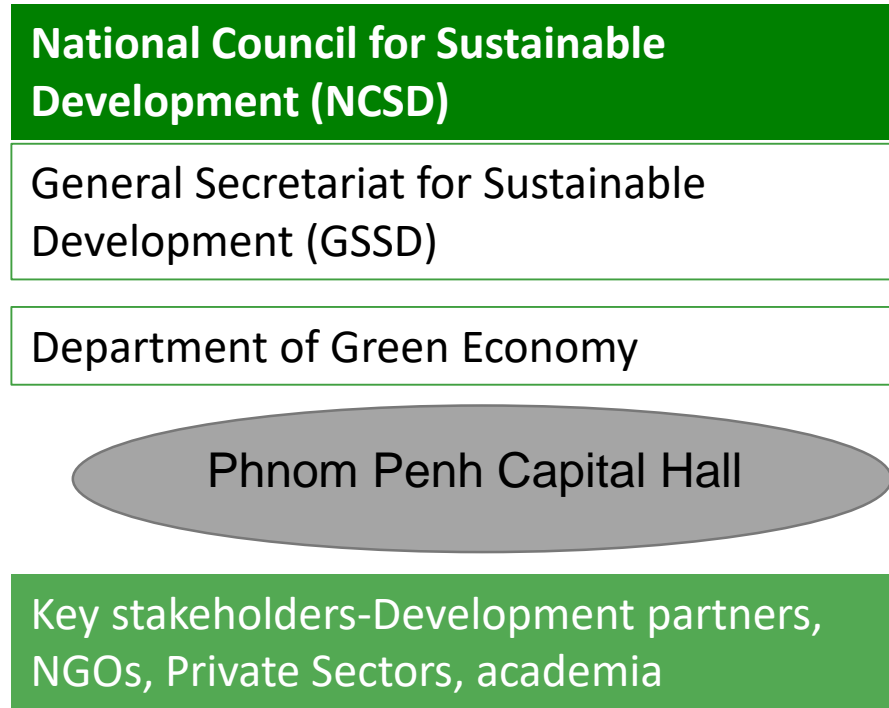 National Council for Sustainable
Development (NCSD)
General Secretariat for Sustainable
Development (GSSD)
Department of Green Economy
Phnom Penh Capital Hall
Key stakeholders-Development partners,
NGOs, Private Sectors, academia